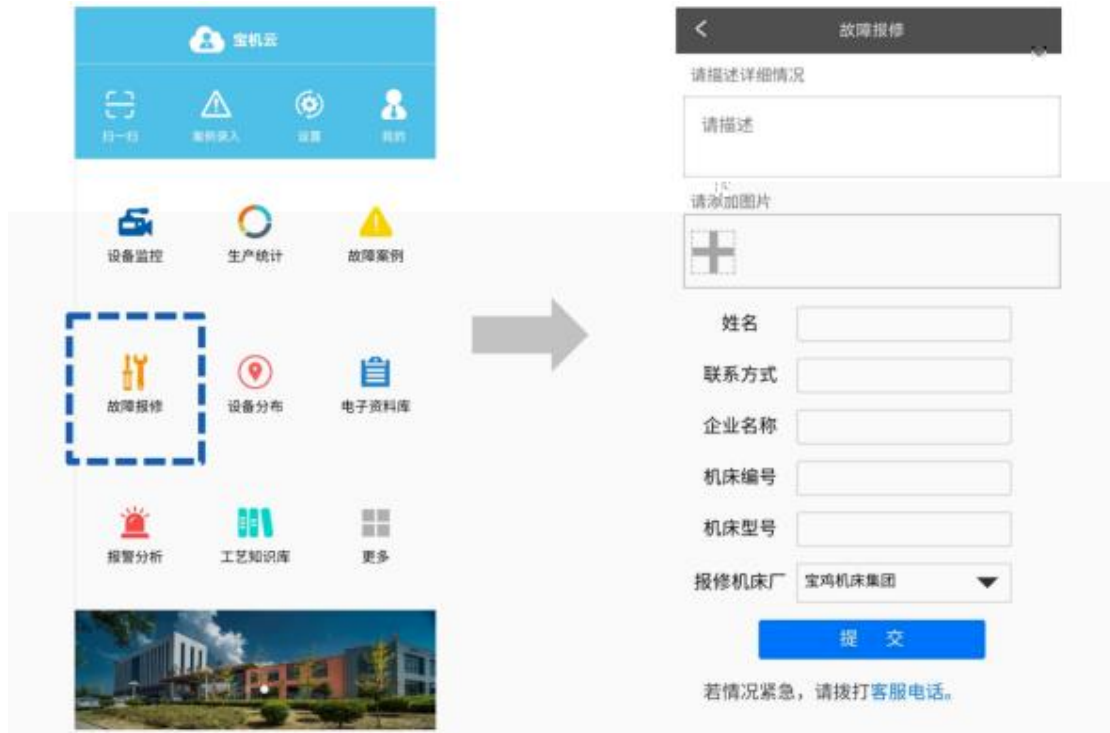 宝机云
扫一扫 案例录入 设置 我的
设备监控 生产统计 故障案例
故障报修 设备分布 电子资料库
报警分析 工艺知识库 更多
故障报修
请描述详细情况
请描述
请添加图片
姓名
联系方式
企业名称
机床编号
机床型号
报修机床厂 宝鸡机床集团
提 交
若情况紧急，请拨打客服电话。